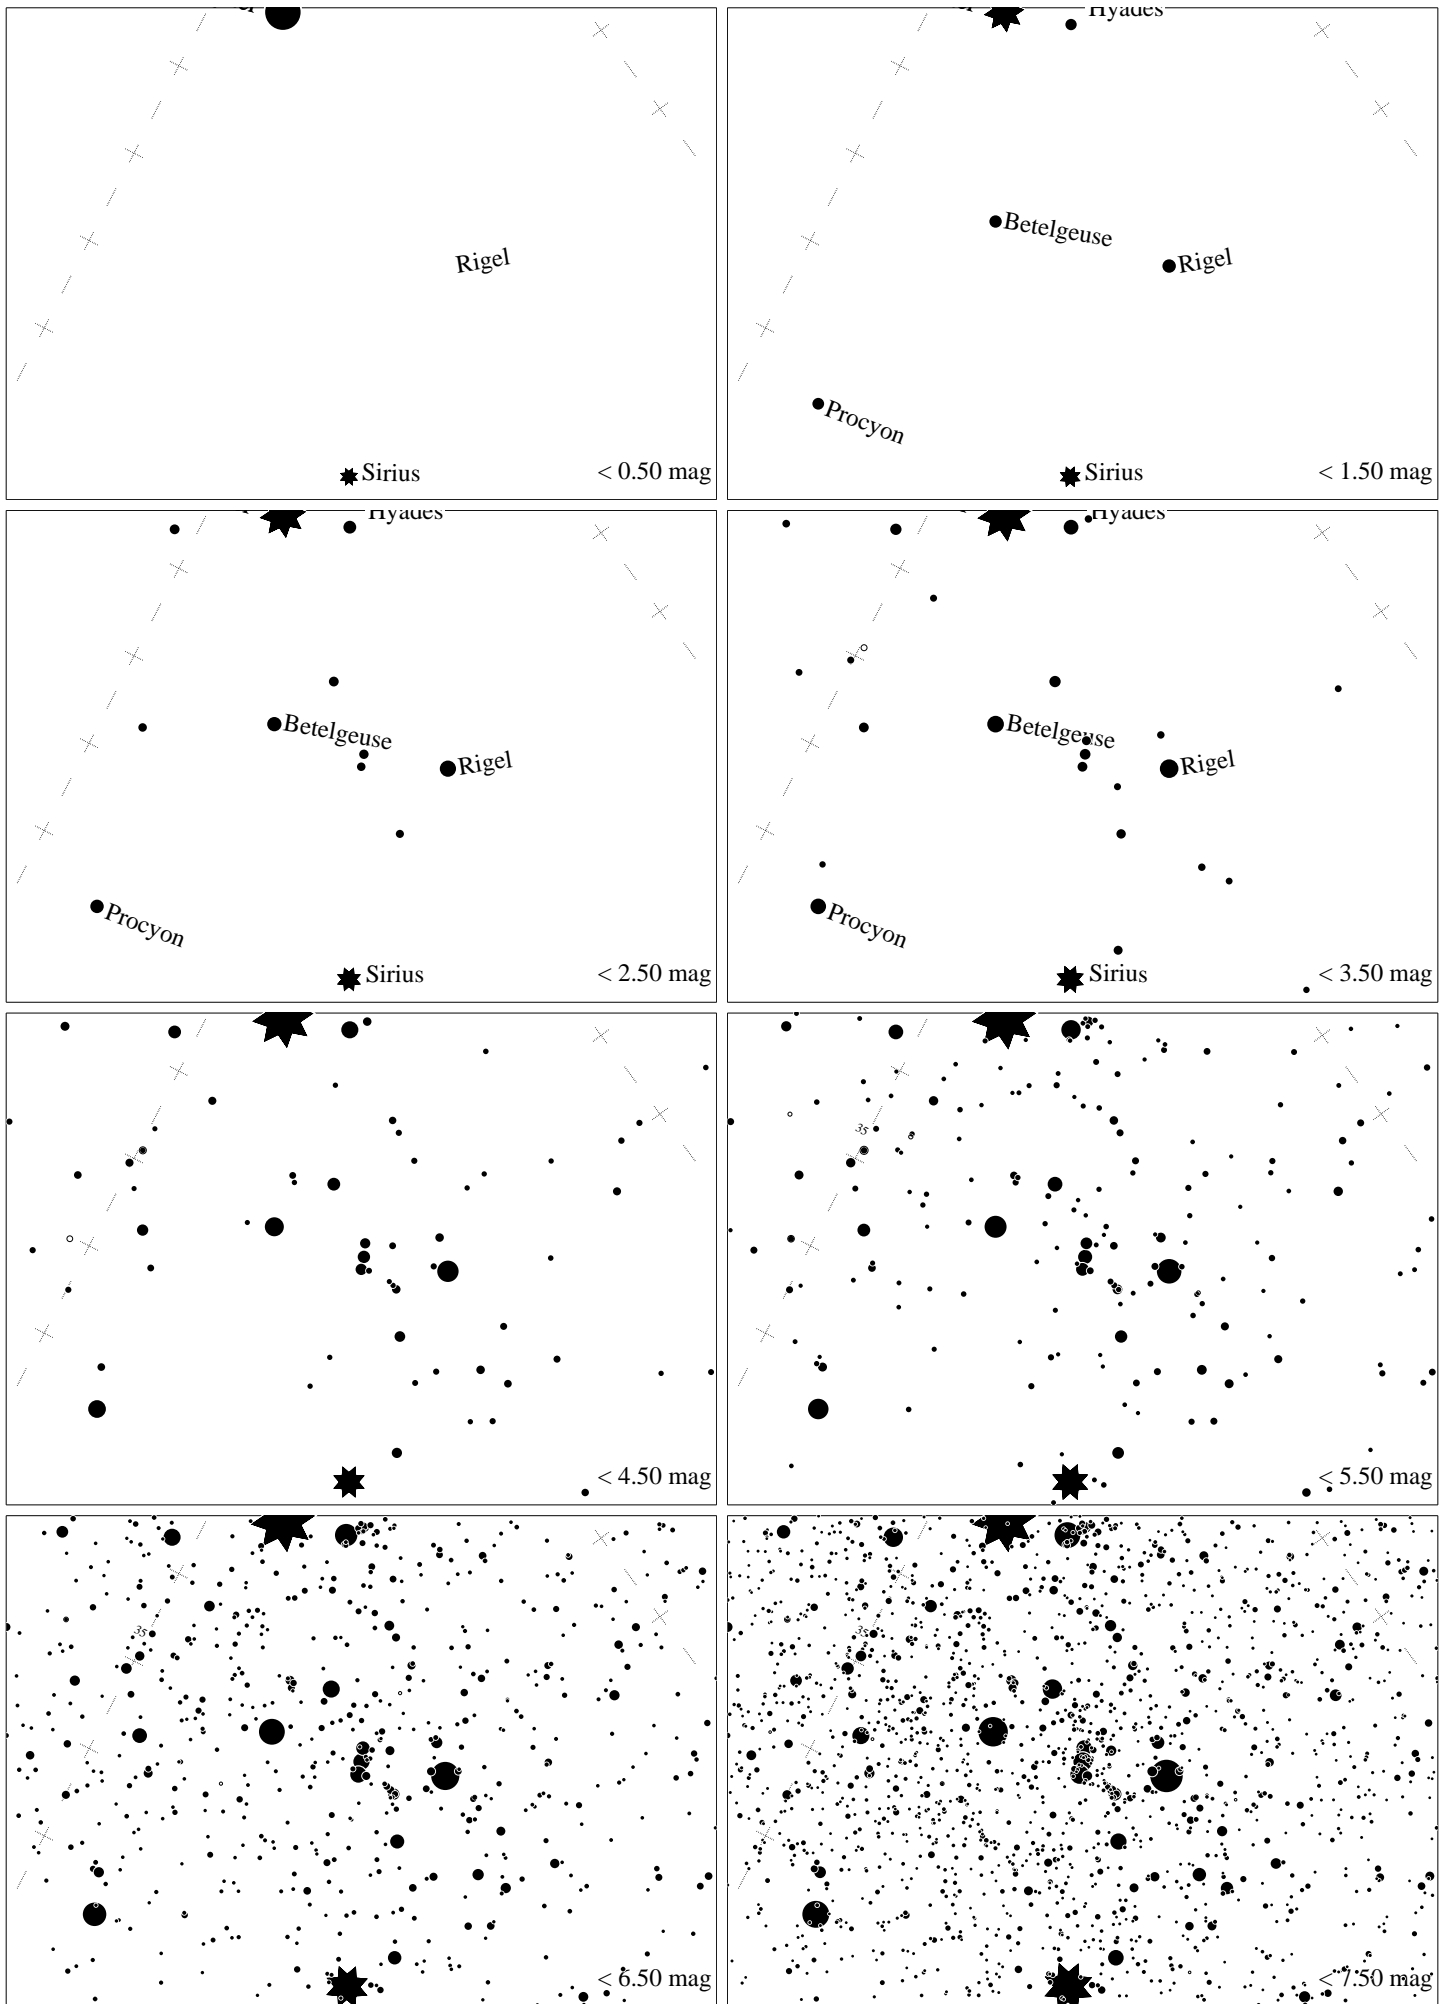 Rigel
Sirius
< 0.50 mag
Hyades
Betelgeuse
Rigel
Procyon
Sirius
< 1.50 mag
Hyades
Betelgeuse
Rigel
Procyon
Sirius
< 2.50 mag
Hyades
Betelgeuse
Rigel
Procyon
Sirius
< 3.50 mag
< 4.50 mag
35
< 5.50 mag
35
< 6.50 mag
35
< 7.50 mag